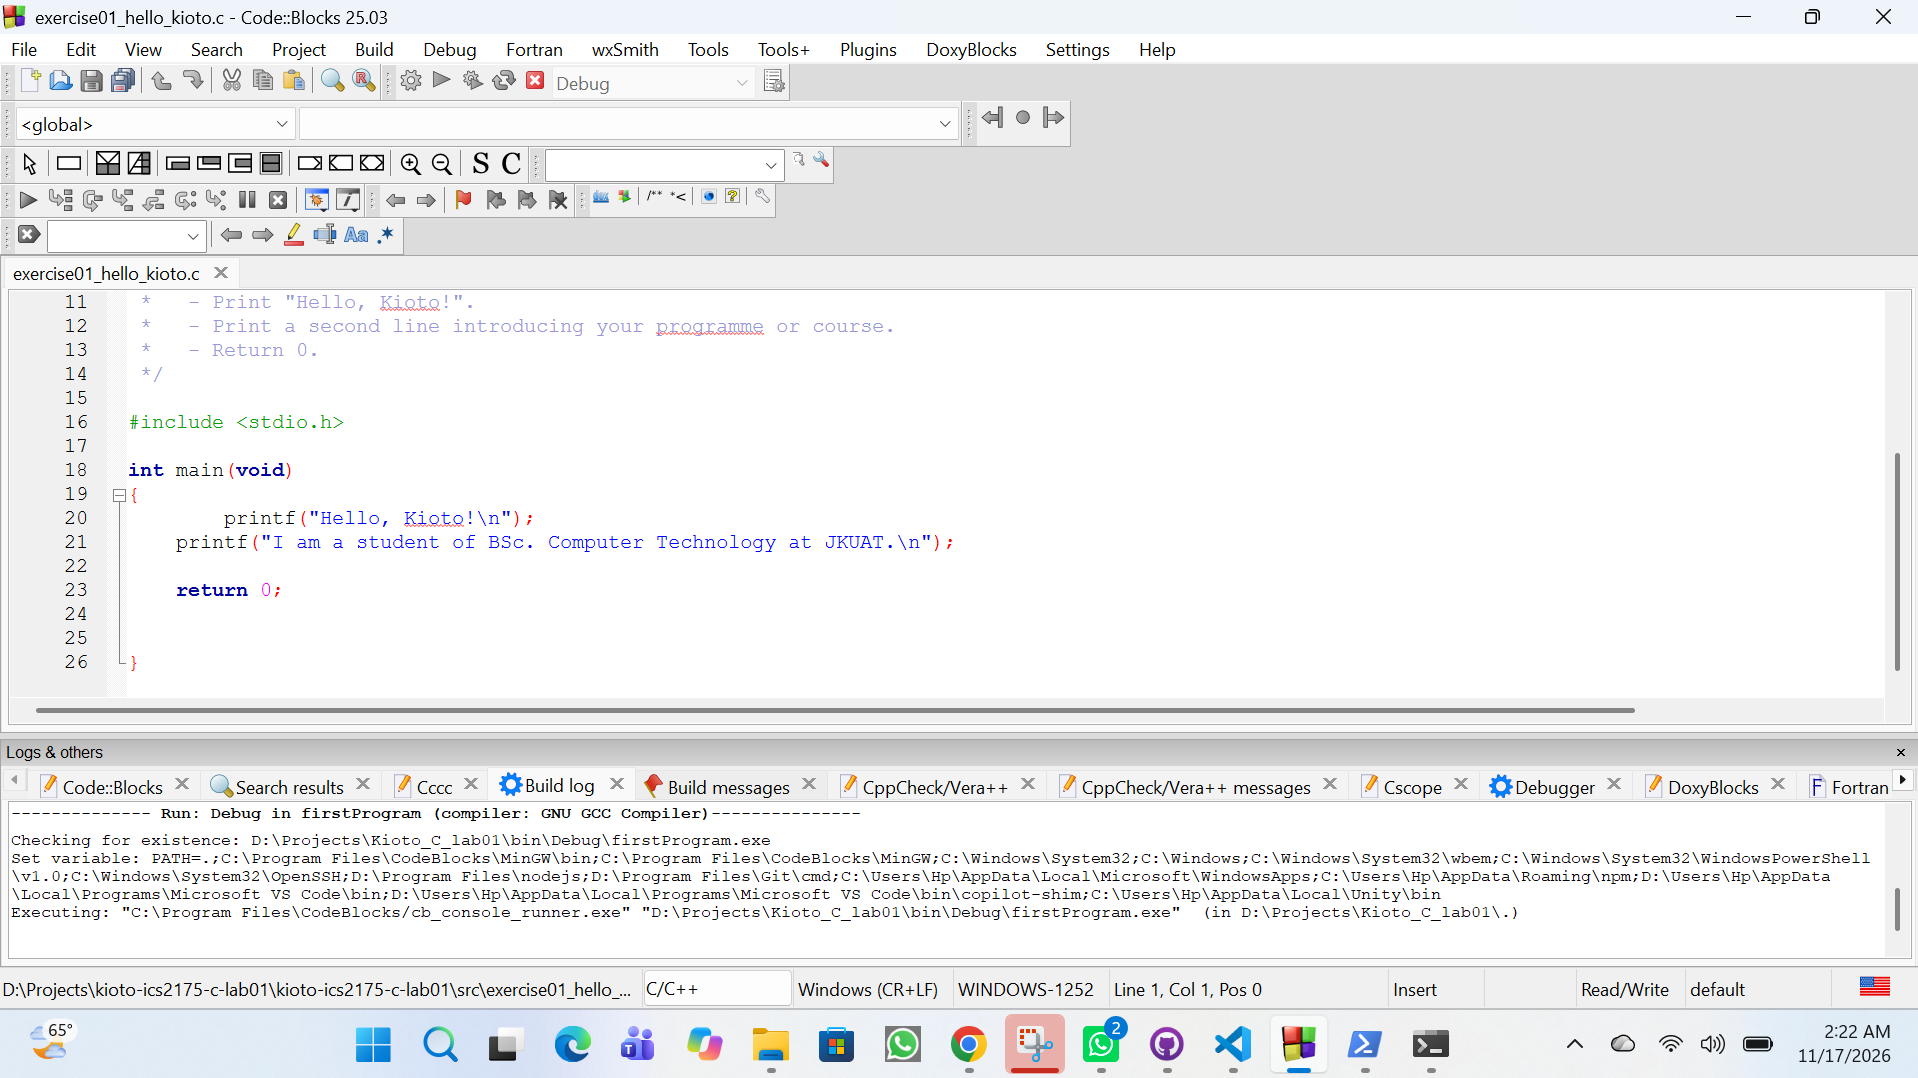 exercise01_hello_kioto.c - Code::Blocks 25.03
File Edit View Search Project Build Debug Fortran wxSmith Tools Tools+ Plugins DoxyBlocks Settings Help
Debug
<global>
S C
/** *<
Aa .*
exercise01_hello_kioto.c
11 * - Print "Hello, Kioto!".
12 * - Print a second line introducing your programme or course.
13 * - Return 0.
14 */
15
16 #include <stdio.h>
17
18 int main(void)
19 {
20 printf("Hello, Kioto!\n");
21 printf("I am a student of BSc. Computer Technology at JKUAT.\n");
22
23 return 0;
24
25
26 }
Logs & others
Code::Blocks Search results Cccc Build log Build messages CppCheck/Vera++ CppCheck/Vera++ messages Cscope Debugger DoxyBlocks Fortran
-------------- Run: Debug in firstProgram (compiler: GNU GCC Compiler)---------------
Checking for existence: D:\Projects\Kioto_C_lab01\bin\Debug\firstProgram.exe
Set variable: PATH=.;C:\Program Files\CodeBlocks\MinGW\bin;C:\Program Files\CodeBlocks\MinGW;C:\Windows\System32;C:\Windows;C:\Windows\System32\wbem;C:\Windows\System32\WindowsPowerShell
\v1.0;C:\Windows\System32\OpenSSH;D:\Program Files\nodejs;D:\Program Files\Git\cmd;C:\Users\Hp\AppData\Local\Microsoft\WindowsApps;C:\Users\Hp\AppData\Roaming\npm;D:\Users\Hp\AppData
\Local\Programs\Microsoft VS Code\bin;D:\Users\Hp\AppData\Local\Programs\Microsoft VS Code\bin\copilot-shim;C:\Users\Hp\AppData\Local\Unity\bin
Executing: "C:\Program Files\CodeBlocks/cb_console_runner.exe" "D:\Projects\Kioto_C_lab01\bin\Debug\firstProgram.exe" (in D:\Projects\Kioto_C_lab01\.)
D:\Projects\kioto-ics2175-c-lab01\kioto-ics2175-c-lab01\src\exercise01_hello_... C/C++ Windows (CR+LF) WINDOWS-1252 Line 1, Col 1, Pos 0 Insert Read/Write default
65° 2 2:22 AM
11/17/2026